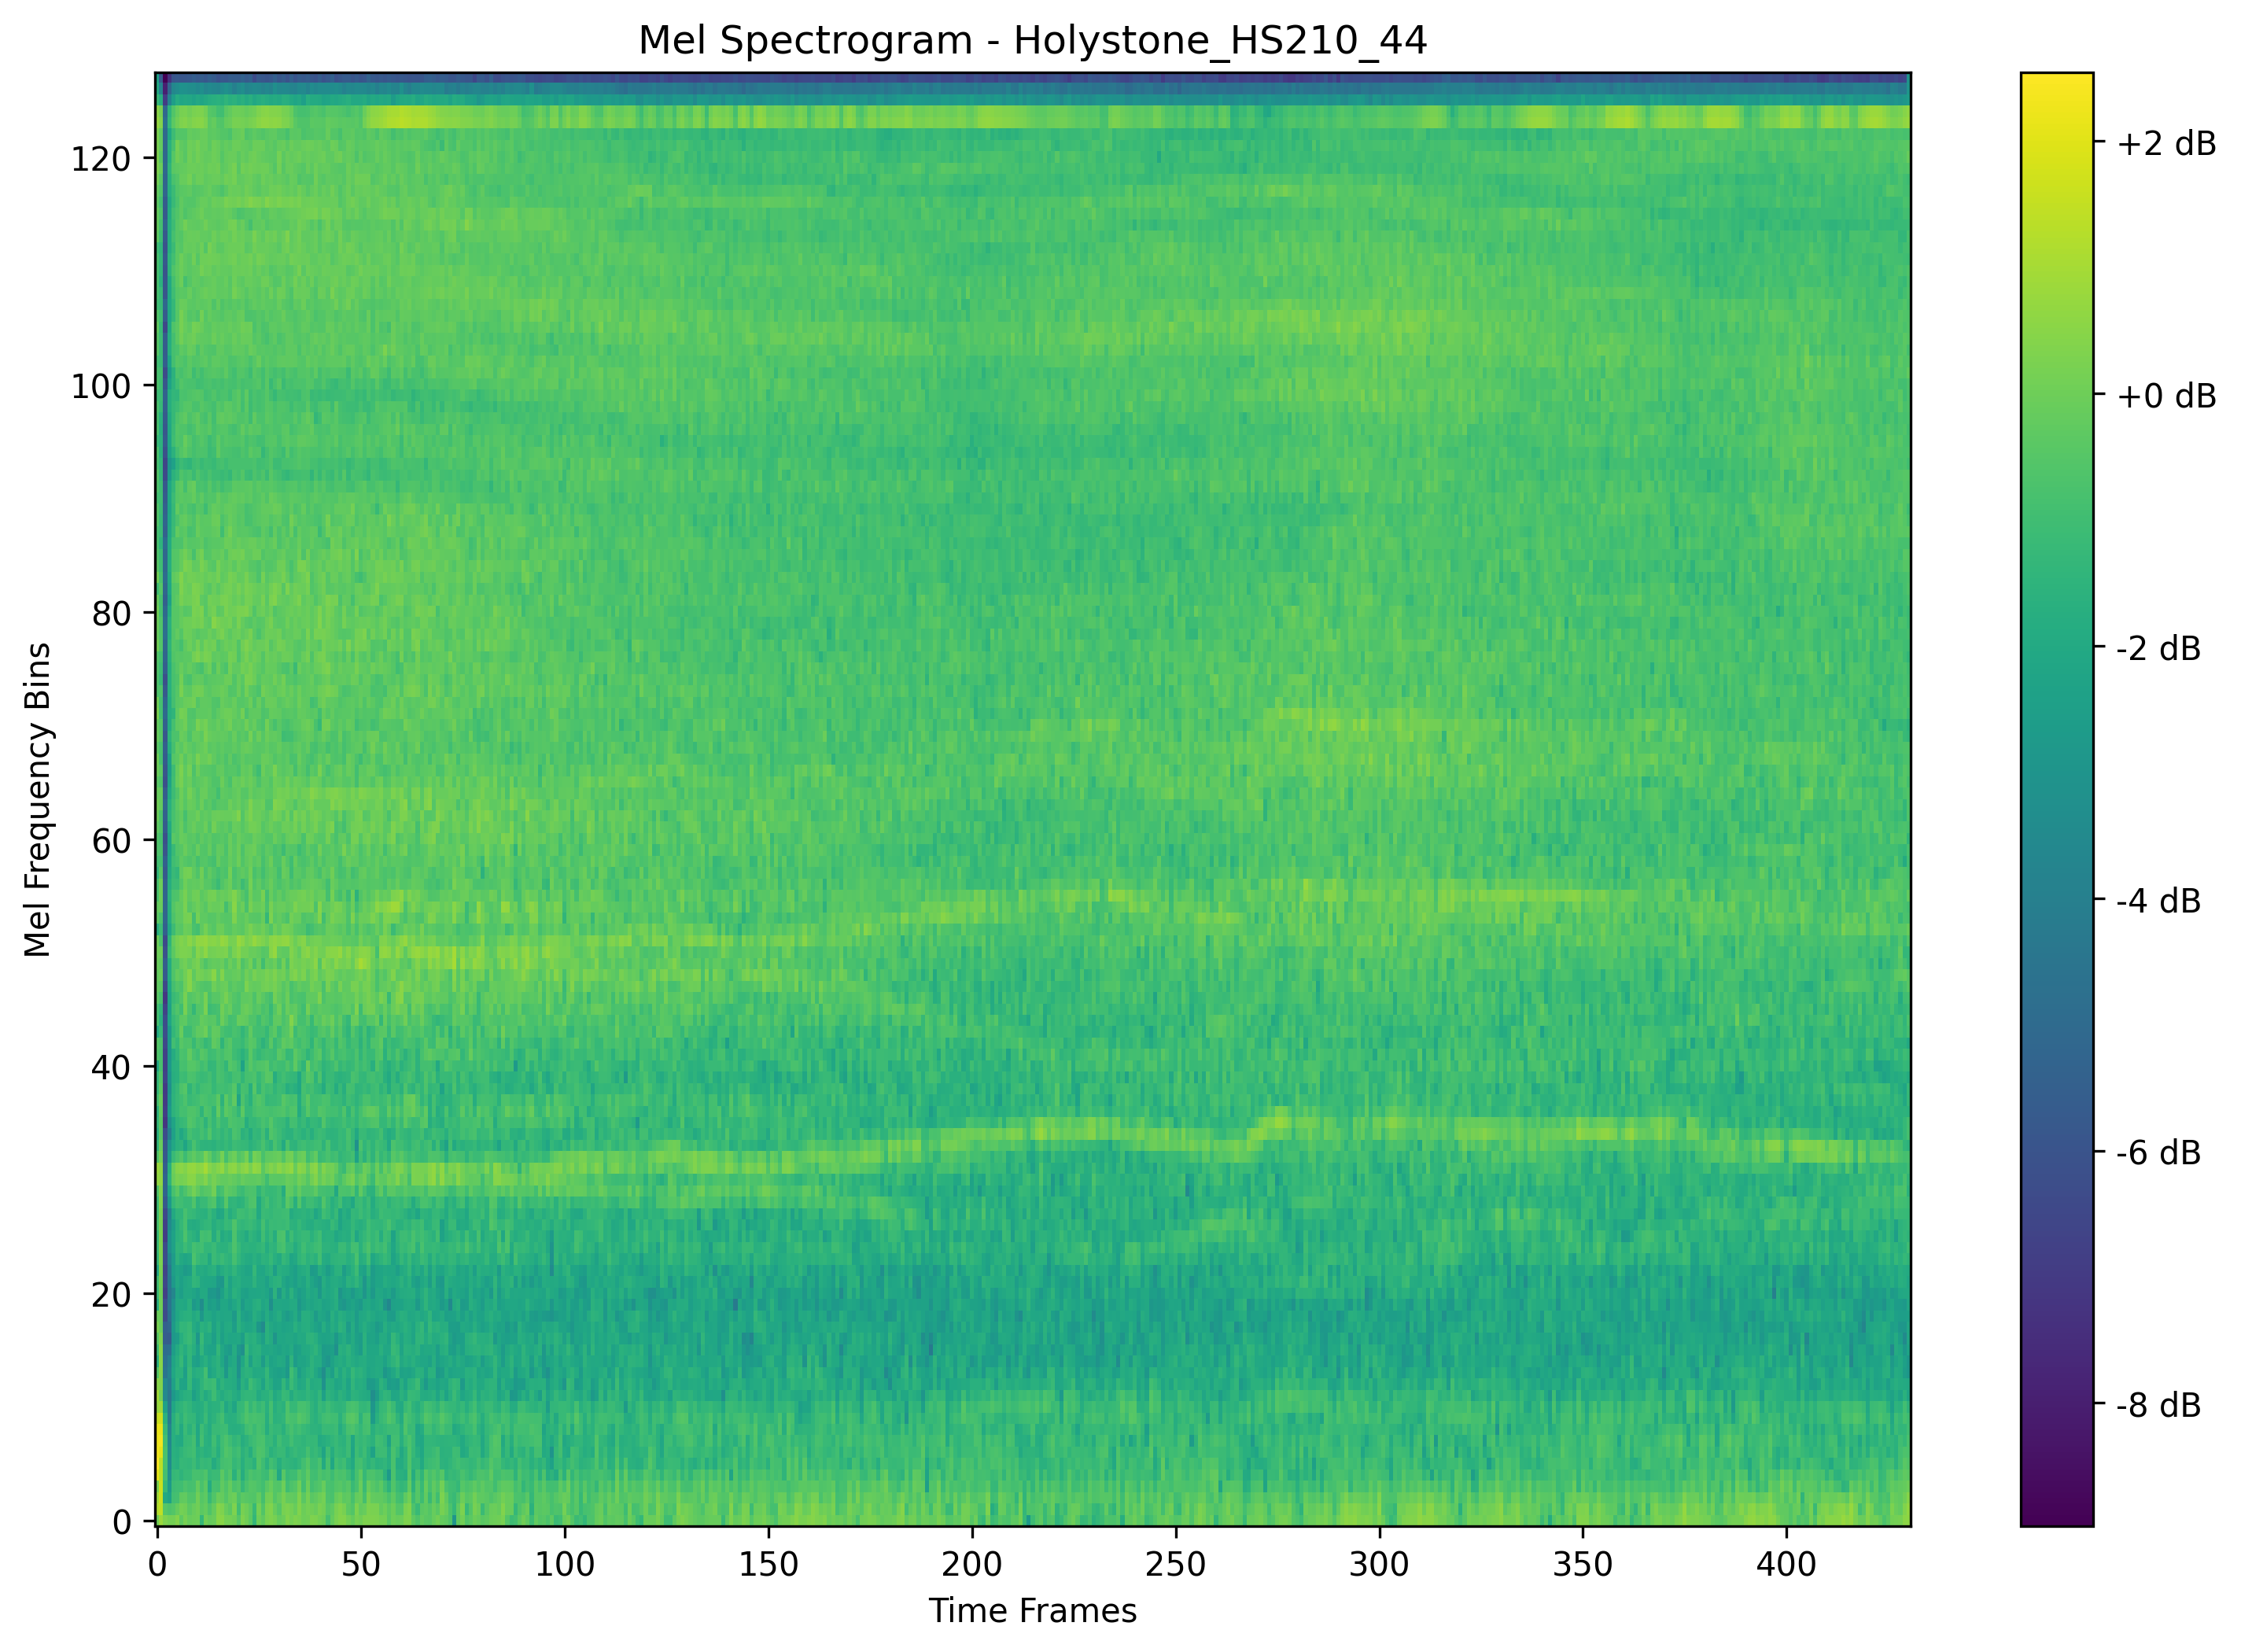 Mel Spectrogram - Holystone_HS210_44
Mel Frequency Bins
120
100
80
60
40
20
0
0 50 100 150 200 250 300 350 400
Time Frames
+2 dB
+0 dB
-2 dB
-4 dB
-6 dB
-8 dB